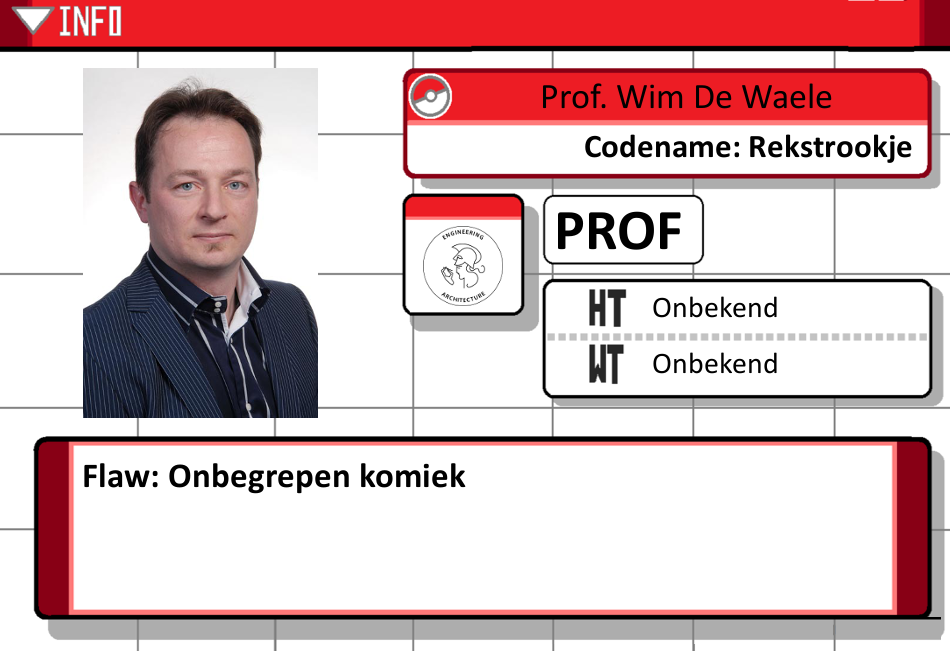 INFO
Prof. Wim De Waele
Codename: Rekstrookje
ENGINEERING
ARCHITECTURE
PROF
HT Onbekend
WT Onbekend
Flaw: Onbegrepen komiek